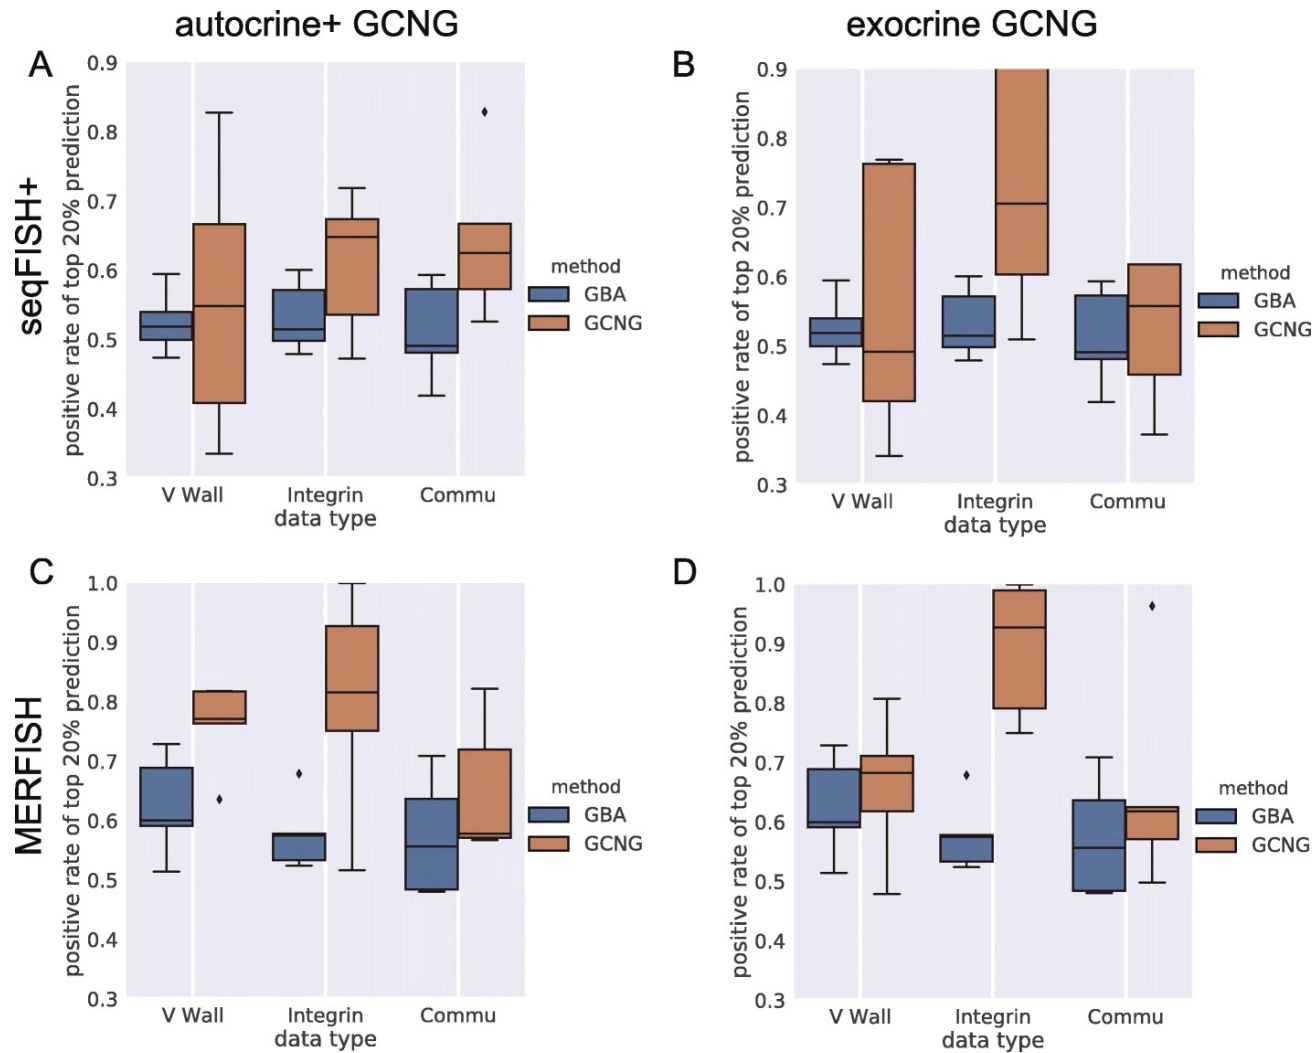 autocrine+ GCNG
exocrine GCNG
seqFISH+
MERFISH
A
positive rate of top 20% prediction
0.9
0.8
0.7
0.6
0.5
0.4
0.3
V Wall
Integrin
Commu
data type
method
GBA
GCNG
B
positive rate of top 20% prediction
0.9
0.8
0.7
0.6
0.5
0.4
0.3
V Wall
Integrin
Commu
data type
method
GBA
GCNG
C
positive rate of top 20% prediction
1.0
0.9
0.8
0.7
0.6
0.5
0.4
0.3
V Wall
Integrin
Commu
data type
method
GBA
GCNG
D
positive rate of top 20% prediction
1.0
0.9
0.8
0.7
0.6
0.5
0.4
0.3
V Wall
Integrin
Commu
data type
method
GBA
GCNG